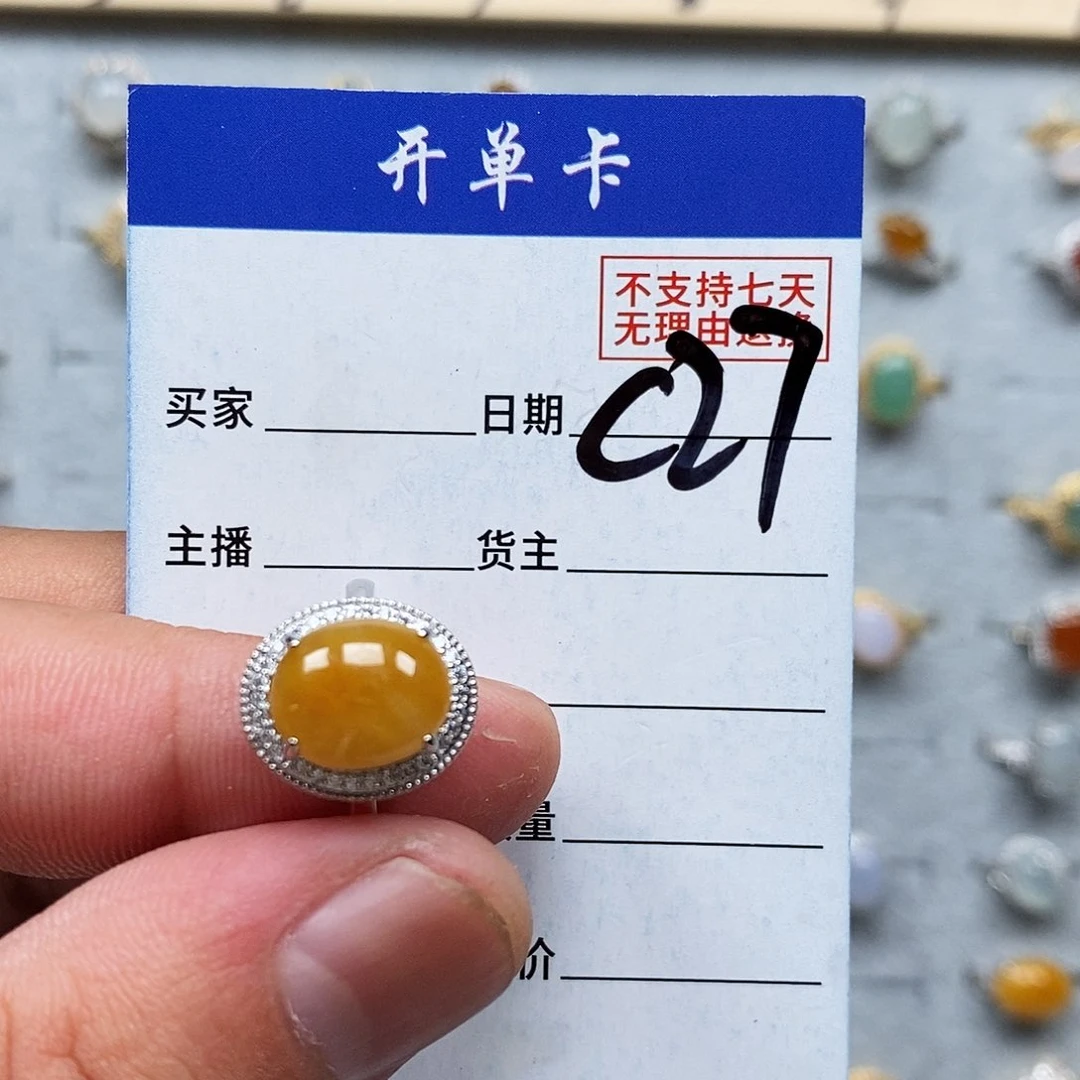 开单卡
不支持七天
无理由退换
买家 日期 027
主播 货主
量
价